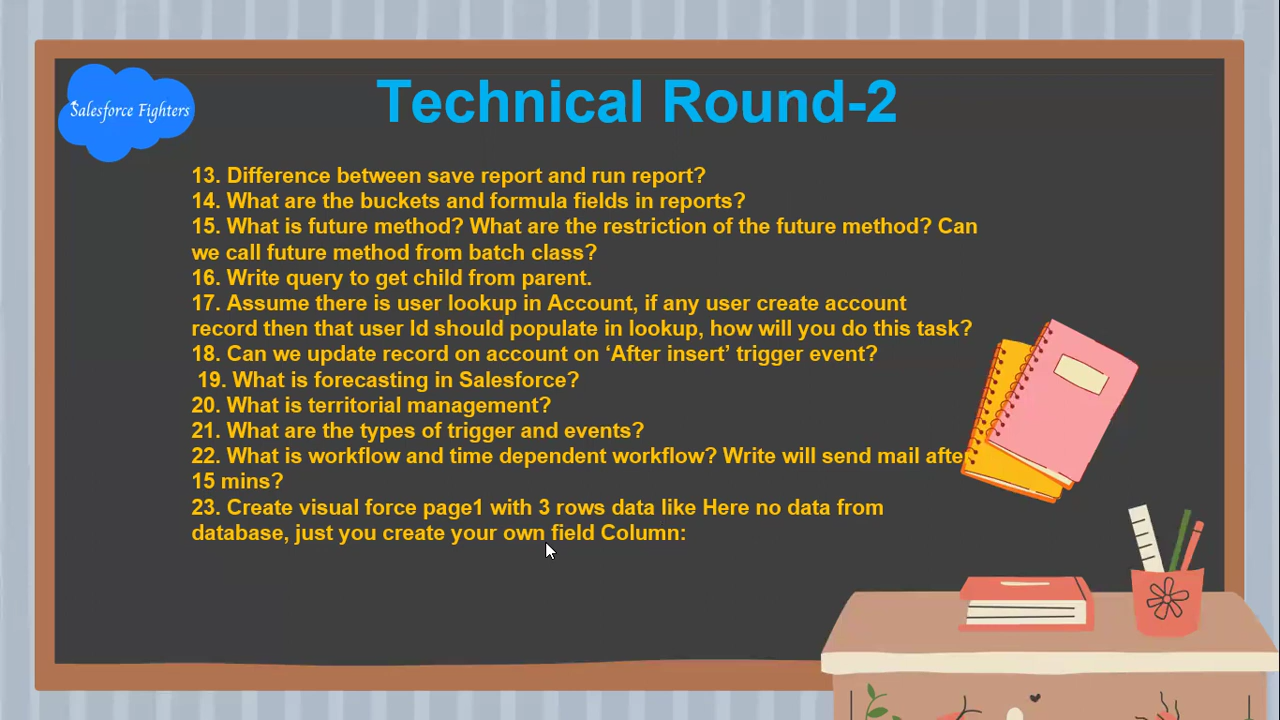 Salesforce Fighters
Technical Round-2
13. Difference between save report and run report?
14. What are the buckets and formula fields in reports?
15. What is future method? What are the restriction of the future method? Can
we call future method from batch class?
16. Write query to get child from parent.
17. Assume there is user lookup in Account, if any user create account
record then that user Id should populate in lookup, how will you do this task?
18. Can we update record on account on ‘After insert’ trigger event?
19. What is forecasting in Salesforce?
20. What is territorial management?
21. What are the types of trigger and events?
22. What is workflow and time dependent workflow? Write will send mail after
15 mins?
23. Create visual force page1 with 3 rows data like Here no data from
database, just you create your own field Column: